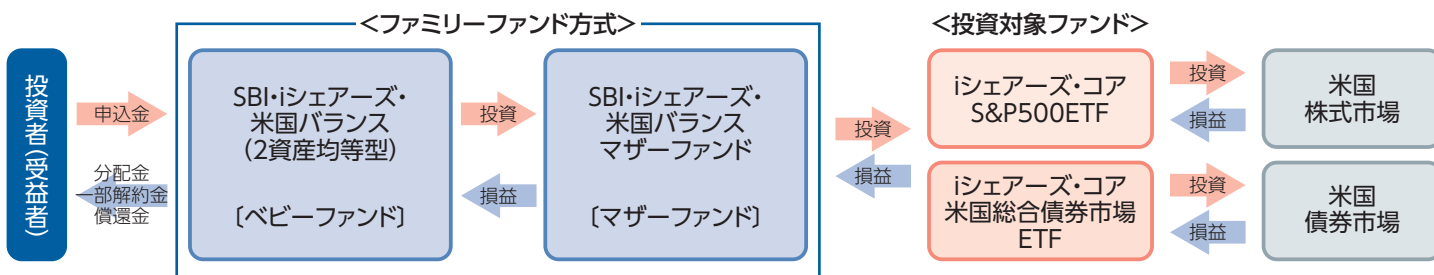 <ファミリーファンド方式>
<投資対象ファンド>
投資者(受益者)
申込金
分配金
一部解約金
償還金
SBI・iシェアーズ・
米国バランス
(2資産均等型)
〔ベビーファンド〕
投資
損益
SBI・iシェアーズ・
米国バランス
マザーファンド
〔マザーファンド〕
投資
損益
iシェアーズ・コア
S&P500ETF
投資
損益
米国
株式市場
iシェアーズ・コア
米国総合債券市場
ETF
投資
損益
米国
債券市場